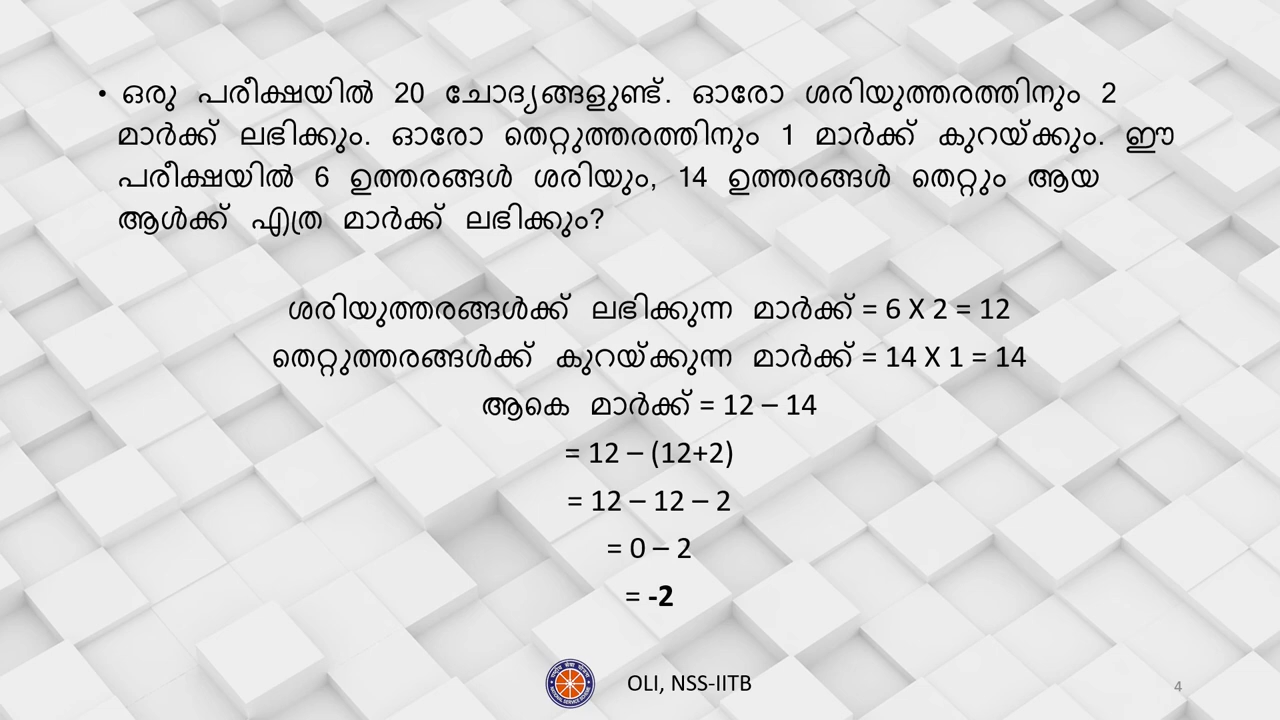 • ഒരു പരീക്ഷയിൽ 20 ചോദ്യങ്ങളുണ്ട്. ഓരോ ശരിയുത്തരത്തിനും 2
മാർക്ക് ലഭിക്കും. ഓരോ തെറ്റുത്തരത്തിനും 1 മാർക്ക് കുറയ്ക്കും. ഈ
പരീക്ഷയിൽ 6 ഉത്തരങ്ങൾ ശരിയും, 14 ഉത്തരങ്ങൾ തെറ്റും ആയ
ആൾക്ക് എത്ര മാർക്ക് ലഭിക്കും?
ശരിയുത്തരങ്ങൾക്ക് ലഭിക്കുന്ന മാർക്ക് = 6 X 2 = 12
തെറ്റുത്തരങ്ങൾക്ക് കുറയ്ക്കുന്ന മാർക്ക് = 14 X 1 = 14
ആകെ മാർക്ക് = 12 – 14
= 12 – (12+2)
= 12 – 12 – 2
= 0 – 2
= -2
OLI, NSS-IITB
4